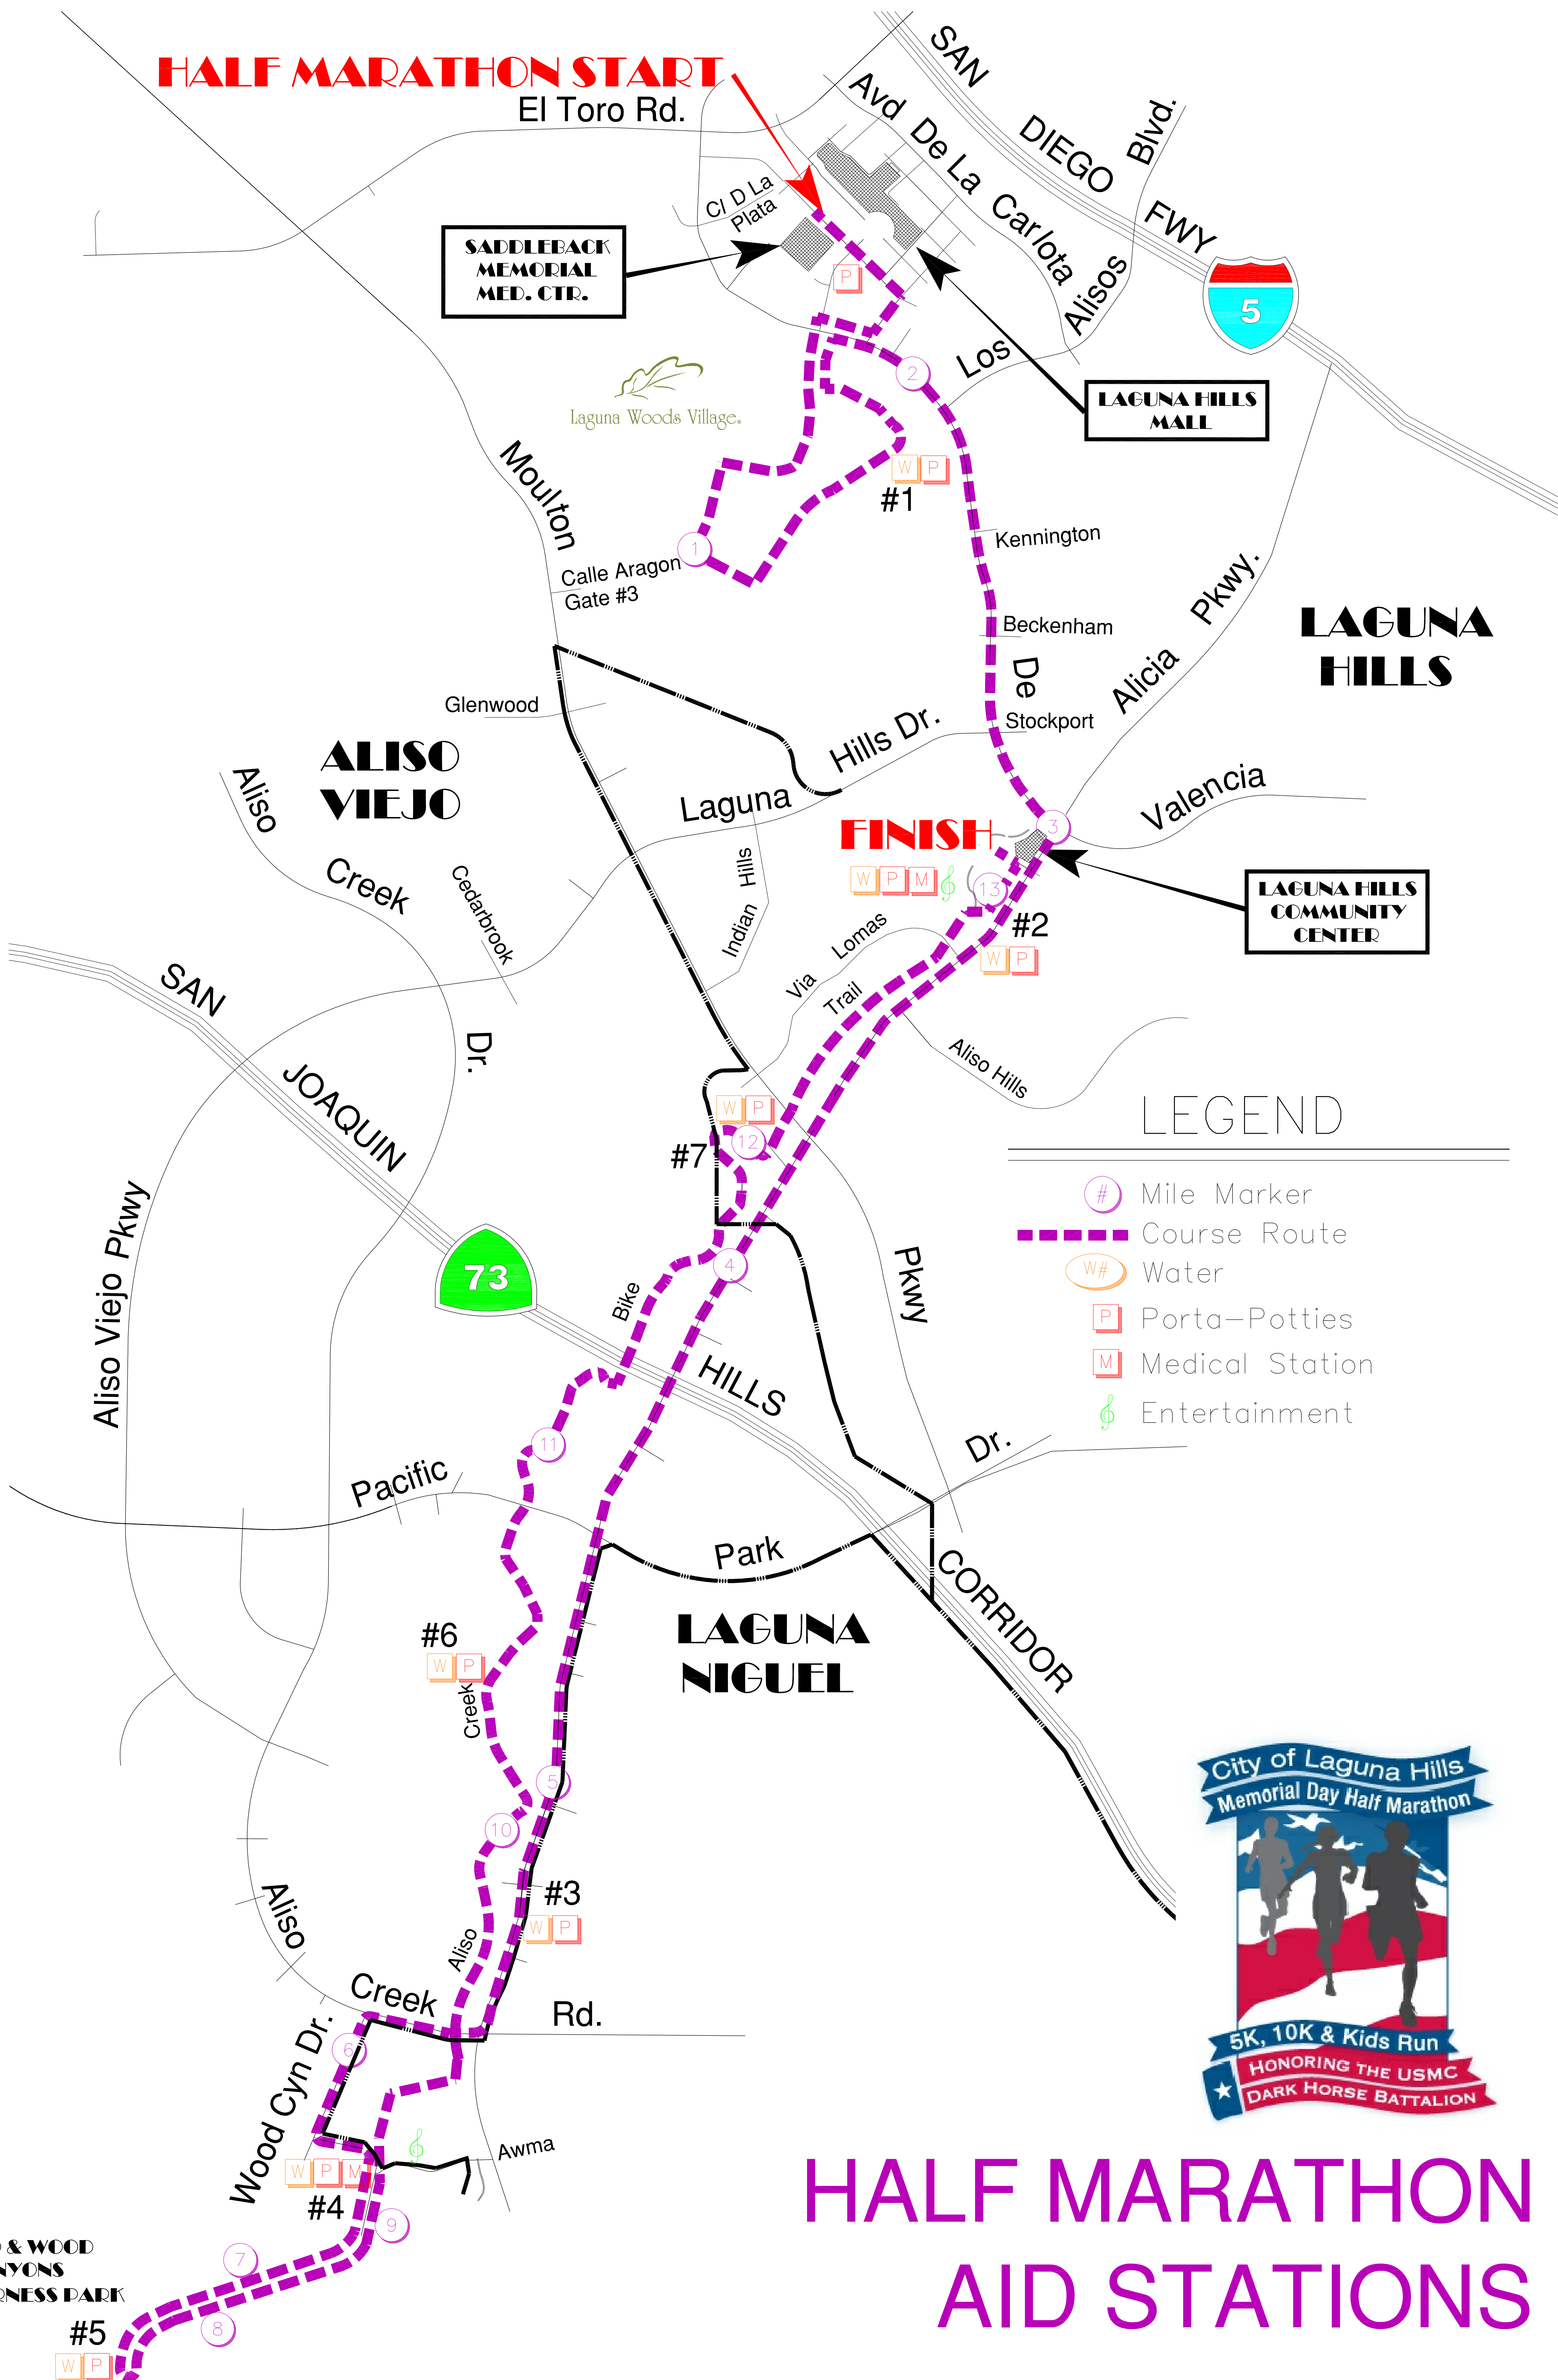 HALF MARATHON START
El Toro Rd.
SAN
DIEGO
FWY
Blvd.
Avd De La Carlota
C/ D La
Plata
SADDLEBACK
MEMORIAL
MED. CTR.
P
5
Alisos
Los
LAGUNA HILLS
MALL
2
Laguna Woods Village®
Moulton
W P
#1
Kennington
1
Calle Aragon
Gate #3
Beckenham
De
Pkwy.
Alicia
LAGUNA
HILLS
Glenwood
Stockport
Hills Dr.
ALISO
VIEJO
Aliso
Laguna
Valencia
FINISH
3
Creek
Cedarbrook
Hills
Indian
W P M
13
#2
W P
LAGUNA HILLS
COMMUNITY
CENTER
Lomas
Via
Trail
SAN
Dr.
Aliso Hills
JOAQUIN
W P
12
#7
LEGEND
# Mile Marker
Course Route
W# Water
P Porta-Potties
M Medical Station
Entertainment
Aliso Viejo Pkwy
73
4
Bike
Pkwy
HILLS
11
Dr.
Pacific
Park
CORRIDOR
#6
W P
LAGUNA
NIGUEL
Creek
5
10
City of Laguna Hills
Memorial Day Half Marathon
5K, 10K & Kids Run
HONORING THE USMC
DARK HORSE BATTALION
#3
W P
Aliso
Aliso
Creek
Rd.
6
Wood Cyn Dr.
Awma
W P M
#4
9
HALF MARATHON
AID STATIONS
& WOOD
NYONS
RNESS PARK
7
8
#5
W P